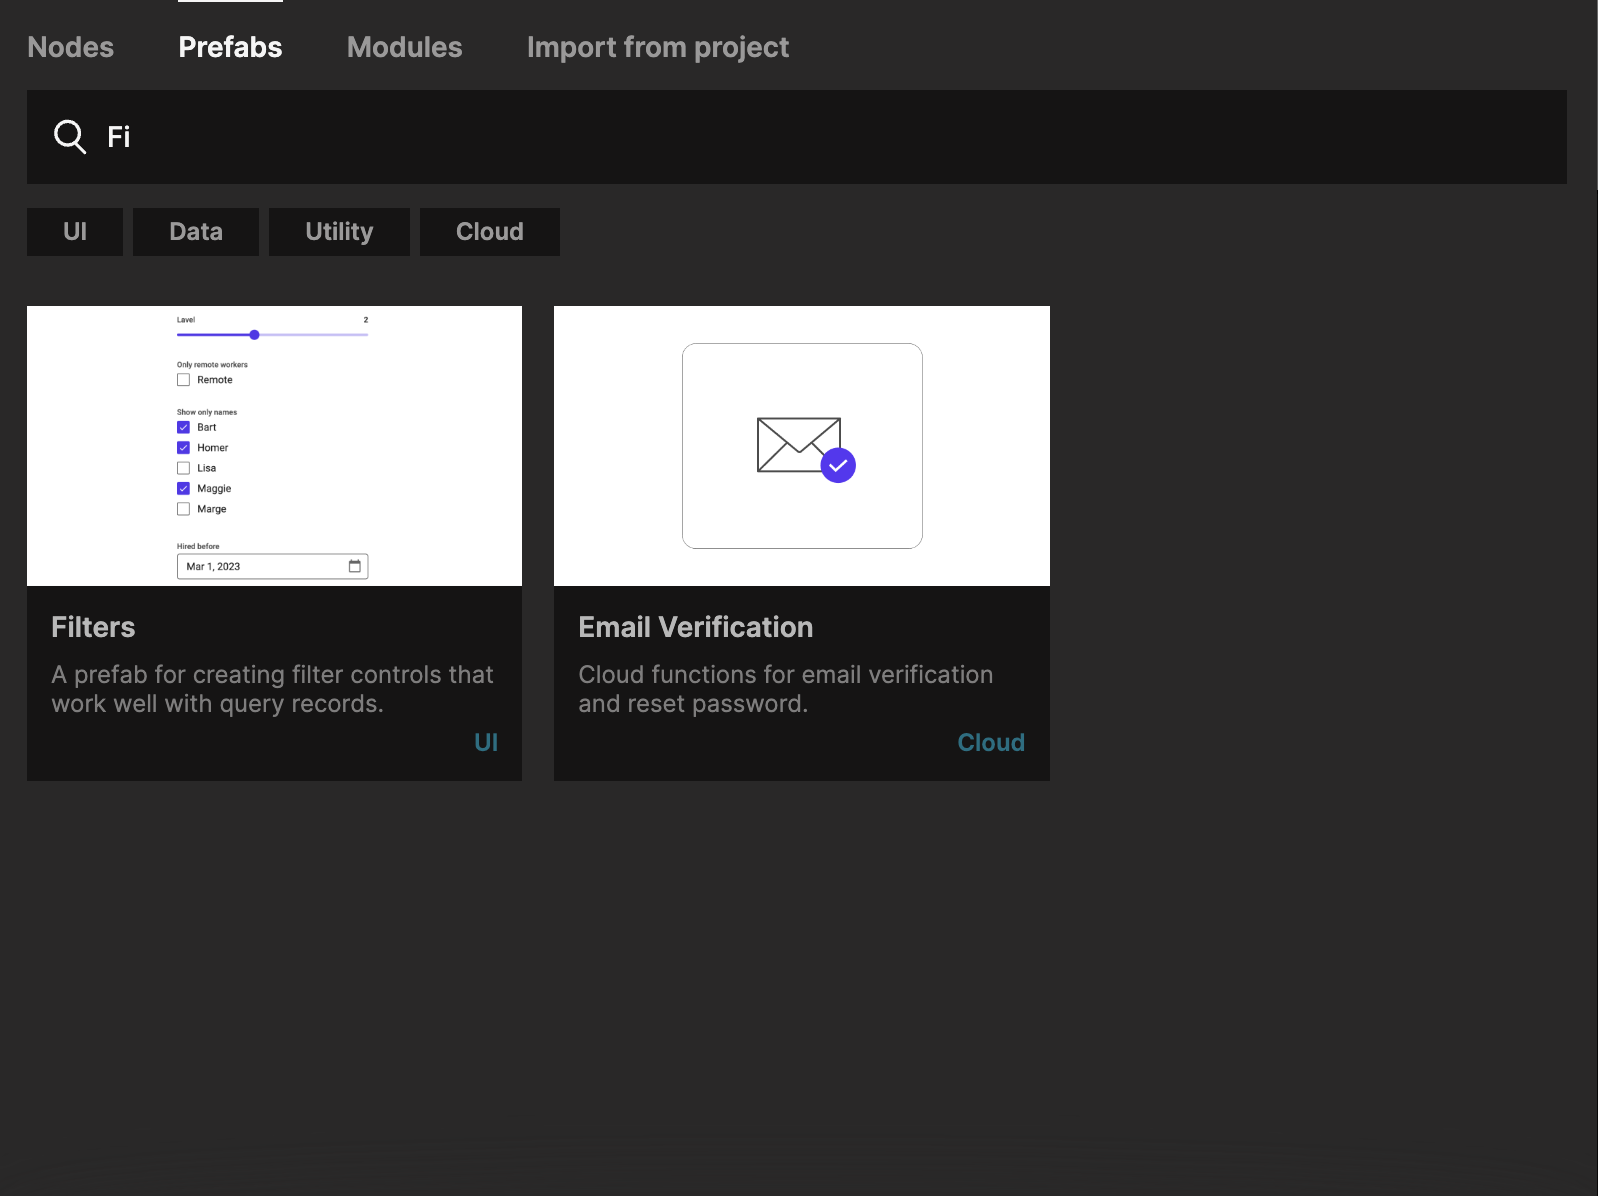 Nodes Prefabs Modules Import from project
Fi
UI Data Utility Cloud
Lavel 2
Only remote workers
Remote
Show only names
Bart
Homer
Lisa
Maggie
Marge
Hired before
Mar 1, 2023
Filters
A prefab for creating filter controls that
work well with query records.
UI
Email Verification
Cloud functions for email verification
and reset password.
Cloud